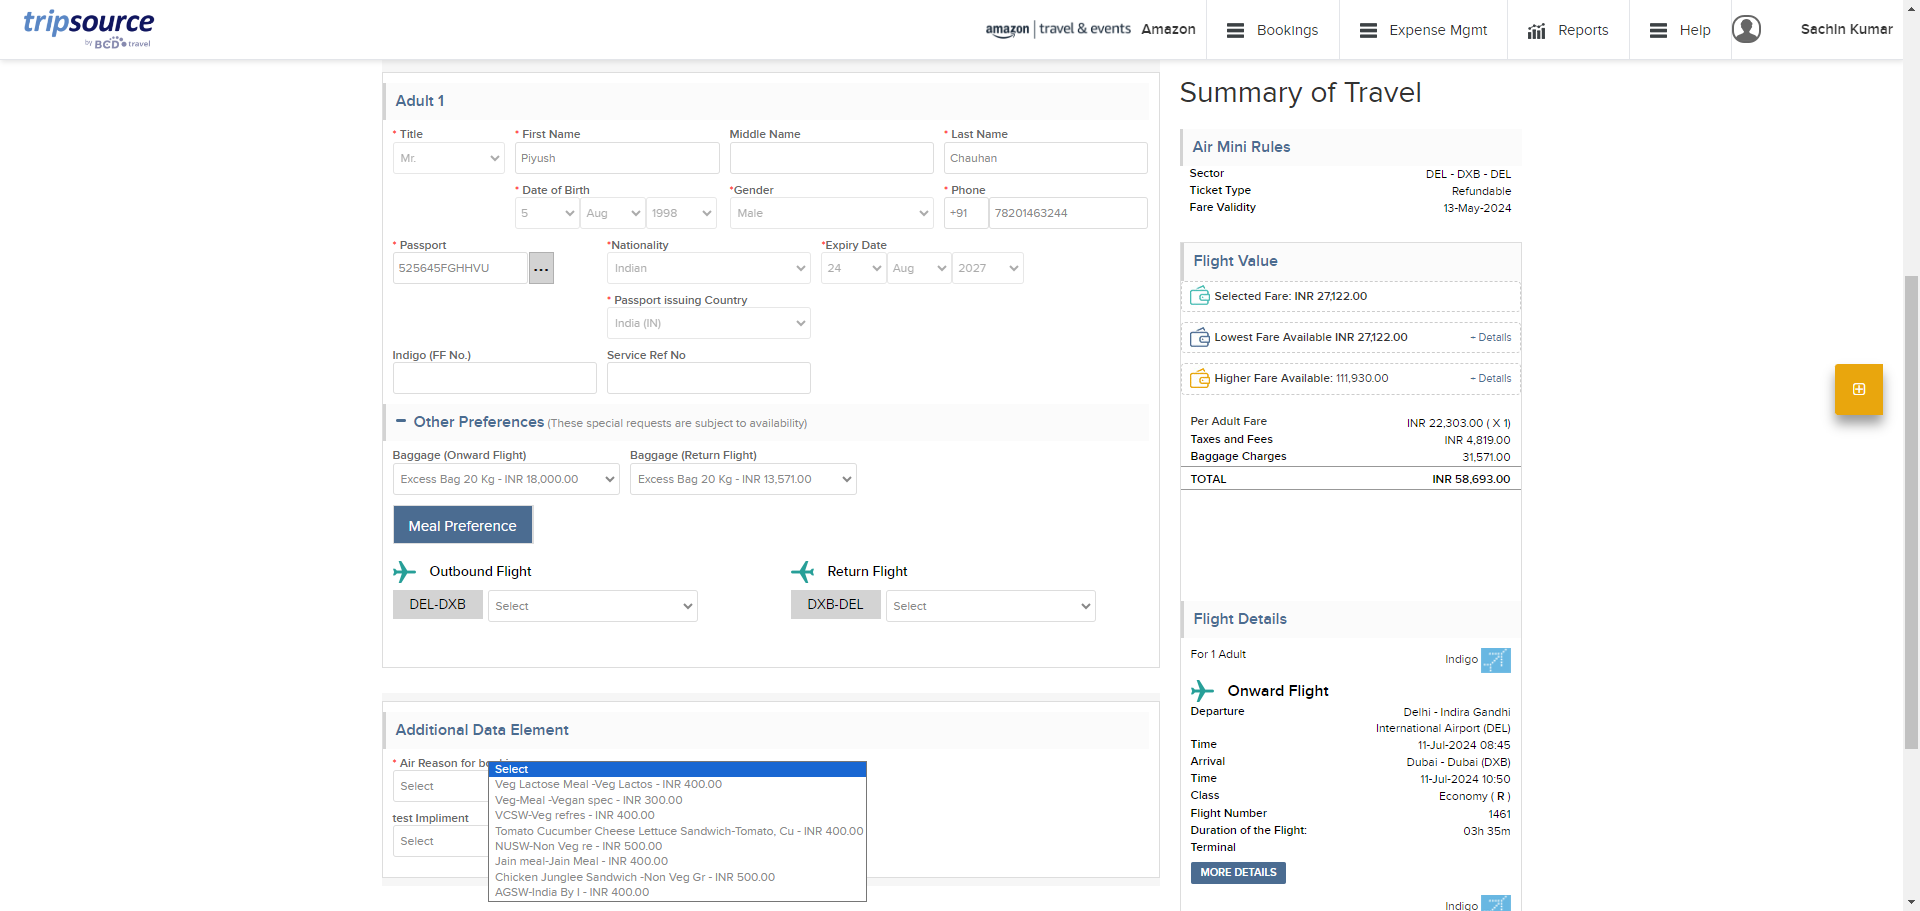 tripsource
by BCD travel
amazon | travel & events Amazon
Bookings
Expense Mgmt
Reports
Help
Sachin Kumar
Adult 1
* Title
* First Name
Middle Name
* Last Name
Mr.
Piyush
Chauhan
* Date of Birth
*Gender
* Phone
5
Aug
1998
Male
+91
78201463244
* Passport
*Nationality
*Expiry Date
525645FGHHVU
...
Indian
24
Aug
2027
* Passport issuing Country
India (IN)
Indigo (FF No.)
Service Ref No
Other Preferences (These special requests are subject to availability)
Baggage (Onward Flight)
Baggage (Return Flight)
Excess Bag 20 Kg - INR 18,000.00
Excess Bag 20 Kg - INR 13,571.00
Meal Preference
Outbound Flight
Return Flight
DEL-DXB
Select
DXB-DEL
Select
Additional Data Element
* Air Reason for
Select
test Impliment
Select
Select
Veg Lactose Meal -Veg Lactos - INR 400.00
Veg-Meal -Vegan spec - INR 300.00
VCSW-Veg refres - INR 400.00
Tomato Cucumber Cheese Lettuce Sandwich-Tomato, Cu - INR 400.00
NUSW-Non Veg re - INR 500.00
Jain meal-Jain Meal - INR 400.00
Chicken Junglee Sandwich -Non Veg Gr - INR 500.00
AGSW-India By I - INR 400.00
Summary of Travel
Air Mini Rules
Sector DEL - DXB - DEL
Ticket Type Refundable
Fare Validity 13-May-2024
Flight Value
Selected Fare: INR 27,122.00
Lowest Fare Available INR 27,122.00 + Details
Higher Fare Available: 111,930.00 + Details
Per Adult Fare INR 22,303.00 ( X 1)
Taxes and Fees INR 4,819.00
Baggage Charges 31,571.00
TOTAL INR 58,693.00
Flight Details
For 1 Adult Indigo
Onward Flight
Departure Delhi - Indira Gandhi
International Airport (DEL)
Time 11-Jul-2024 08:45
Arrival Dubai - Dubai (DXB)
Time 11-Jul-2024 10:50
Class Economy ( R )
Flight Number 1461
Duration of the Flight: 03h 35m
Terminal
MORE DETAILS
Indigo